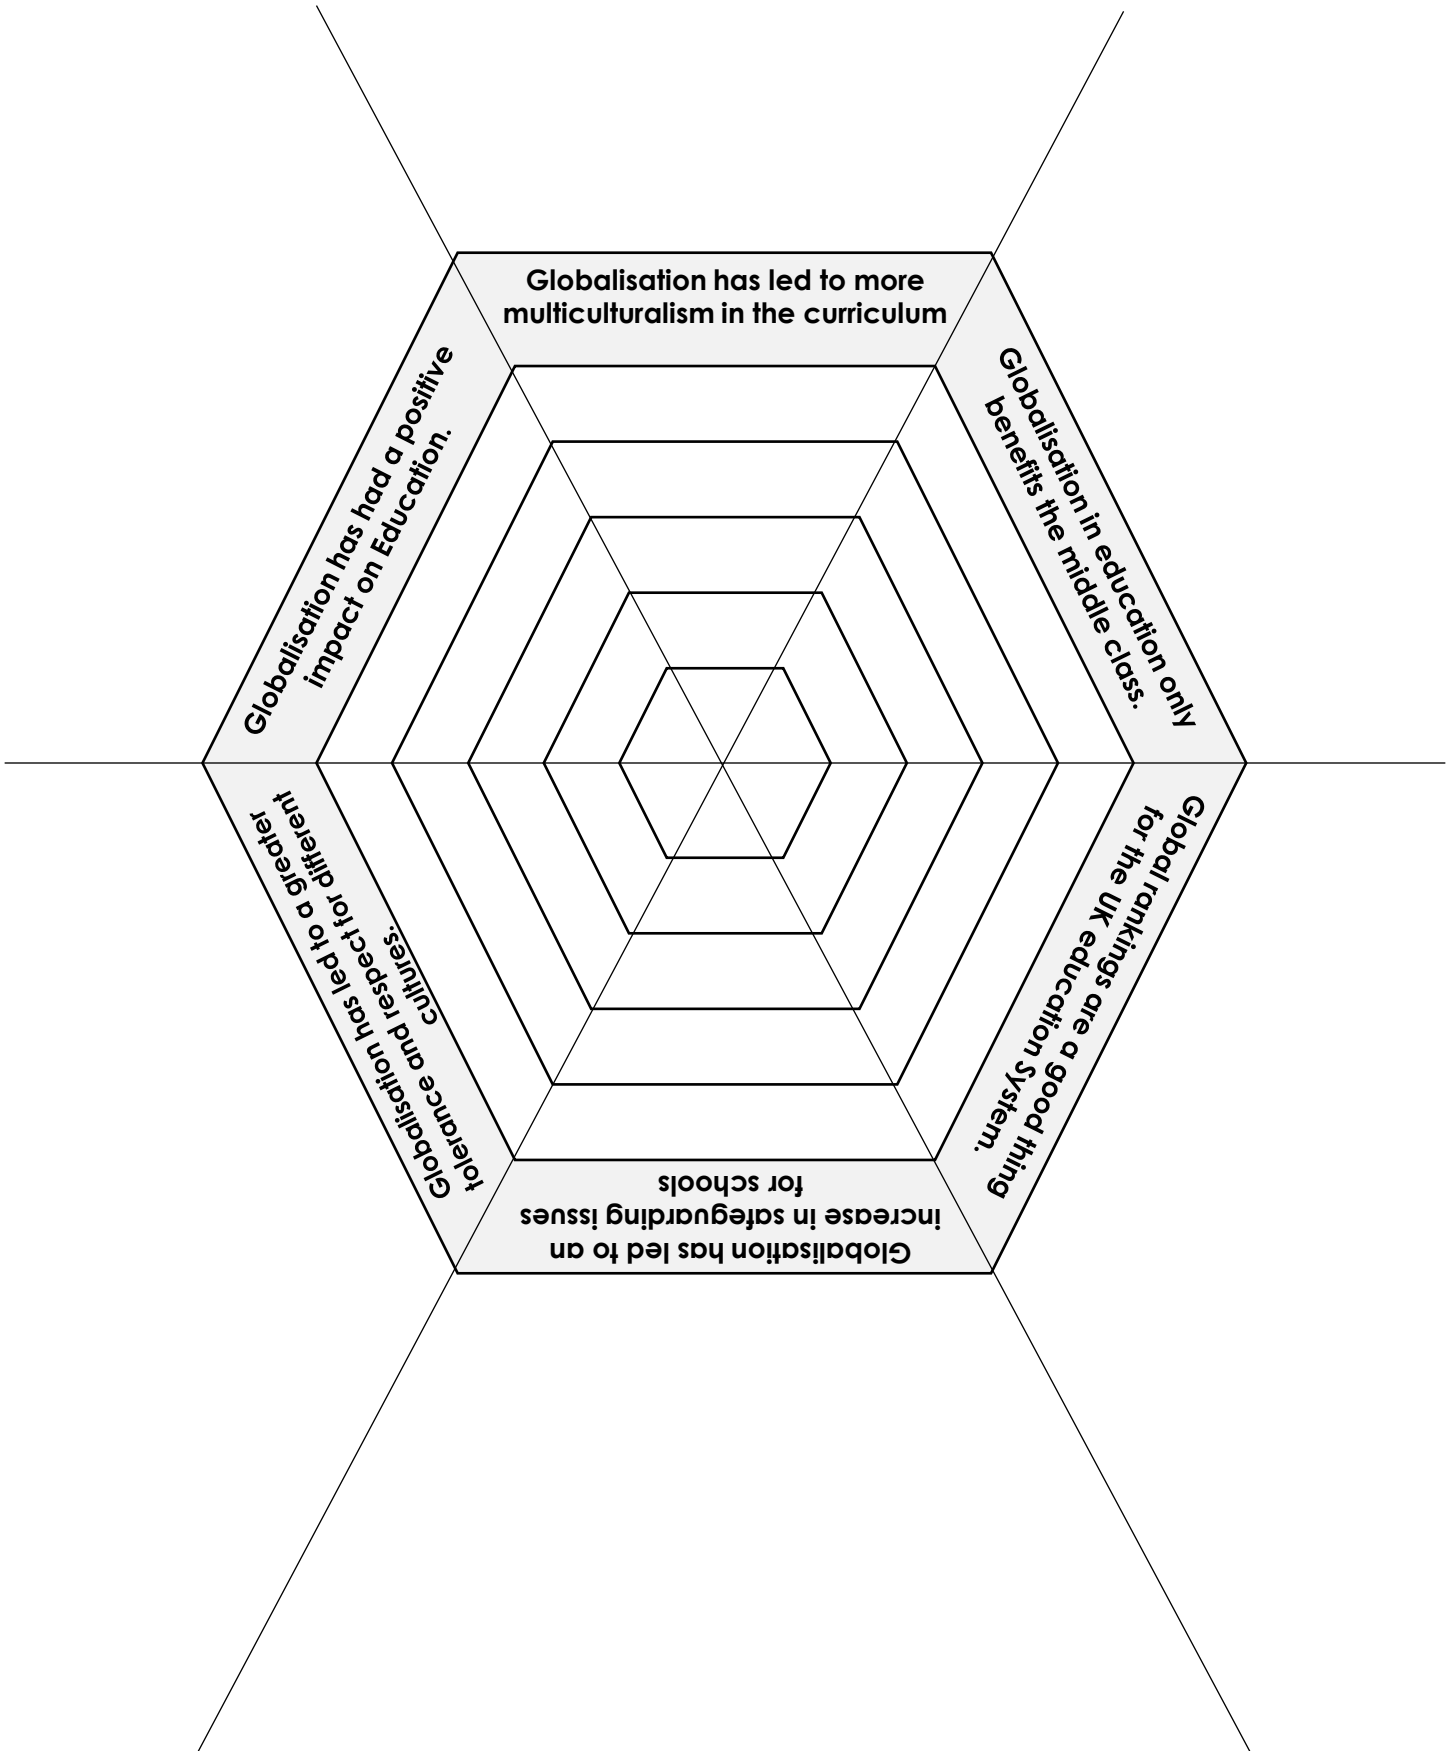 Globalisation has led to more
multiculturalism in the curriculum
Globalisation in education only
benefits the middle class.
Global rankings are a good thing
for the UK education System.
Globalisation has led to an
increase in safeguarding issues
for schools
Globalisation has led to a greater
tolerance and respect for different
cultures.
Globalisation has had a positive
impact on Education.